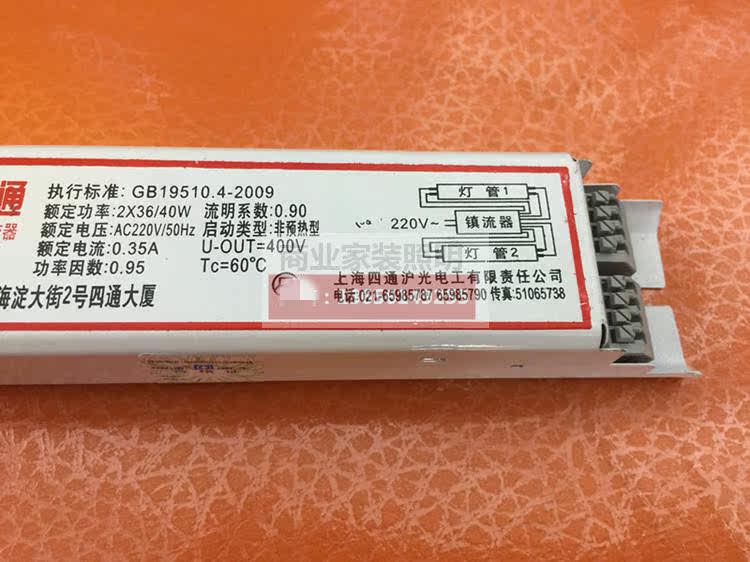 通
器
执行标准: GB19510.4-2009
额定功率:2X36/40W 流明系数:0.90
额定电压:AC220V/50Hz 启动类型:非预热型
额定电流:0.35A U-OUT=400V
功率因数:0.95 Tc=60℃
海淀大街2号四通大厦
灯管1
220V~ 镇流器
灯管2
商业家装照明
上海四通沪光电工有限责任公司
电话:021-65985787 65985790 传真:51065738